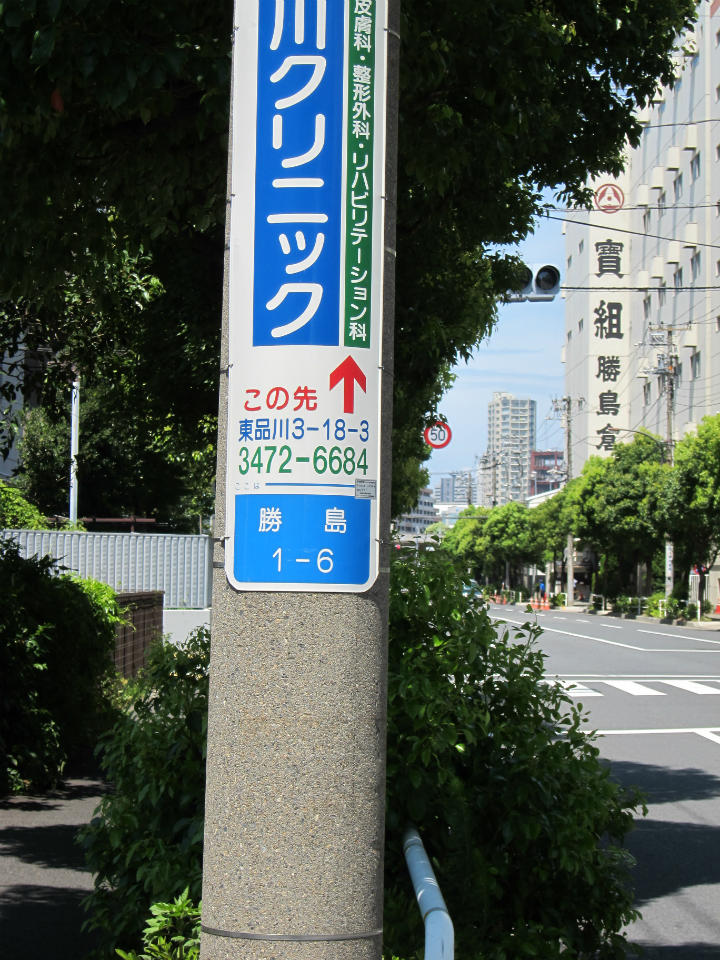 川クリニック
皮膚科・整形外科・リハビリテーション科
この先
東品川3-18-3
3472-6684
ここは
勝島
1-6
50
寶組勝島倉